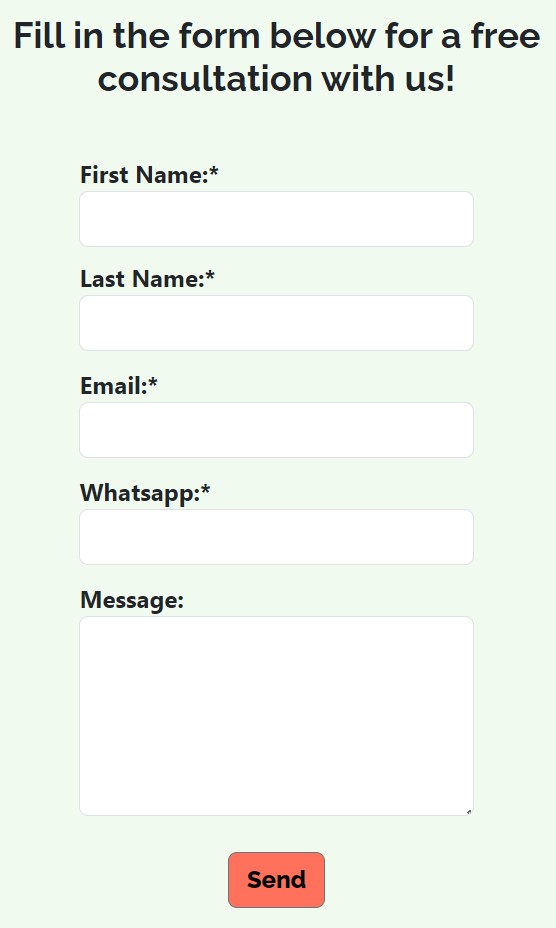 Fill in the form below for a free
consultation with us!
First Name:*
Last Name:*
Email:*
Whatsapp:*
Message:
Send